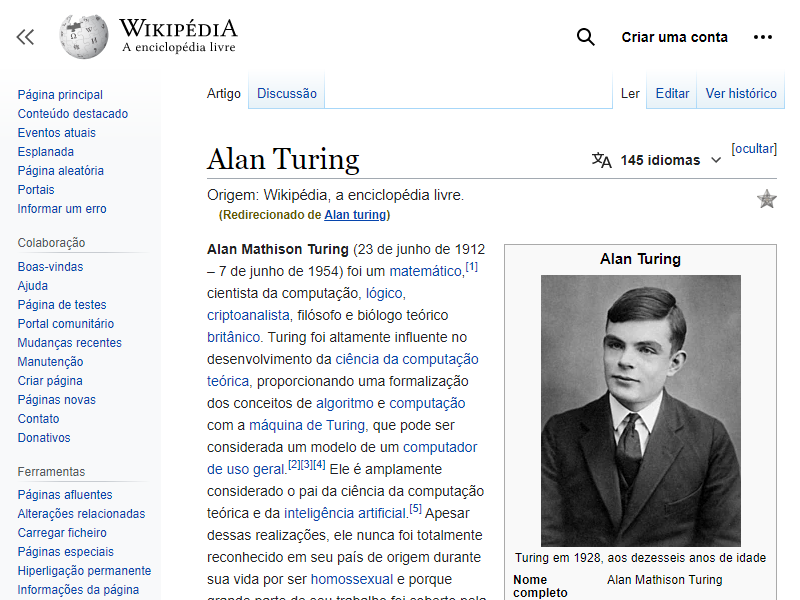 WIKIPÉDIA
A enciclopédia livre
Criar uma conta
Página principal
Conteúdo destacado
Eventos atuais
Esplanada
Página aleatória
Portais
Informar um erro
Colaboração
Boas-vindas
Ajuda
Página de testes
Portal comunitário
Mudanças recentes
Manutenção
Criar página
Páginas novas
Contato
Donativos
Ferramentas
Páginas afluentes
Alterações relacionadas
Carregar ficheiro
Páginas especiais
Hiperligação permanente
Informações da página
Artigo Discussão Ler Editar Ver histórico
[ocultar]
Alan Turing 145 idiomas
Origem: Wikipédia, a enciclopédia livre.
(Redirecionado de Alan turing)
Alan Mathison Turing (23 de junho de 1912
– 7 de junho de 1954) foi um matemático,[1]
cientista da computação, lógico,
criptoanalista, filósofo e biólogo teórico
britânico. Turing foi altamente influente no
desenvolvimento da ciência da computação
teórica, proporcionando uma formalização
dos conceitos de algoritmo e computação
com a máquina de Turing, que pode ser
considerada um modelo de um computador
de uso geral.[2][3][4] Ele é amplamente
considerado o pai da ciência da computação
teórica e da inteligência artificial.[5] Apesar
dessas realizações, ele nunca foi totalmente
reconhecido em seu país de origem durante
sua vida por ser homossexual e porque
grande parte de seu trabalho foi coberto pela
Alan Turing
Turing em 1928, aos dezesseis anos de idade
Nome completo Alan Mathison Turing